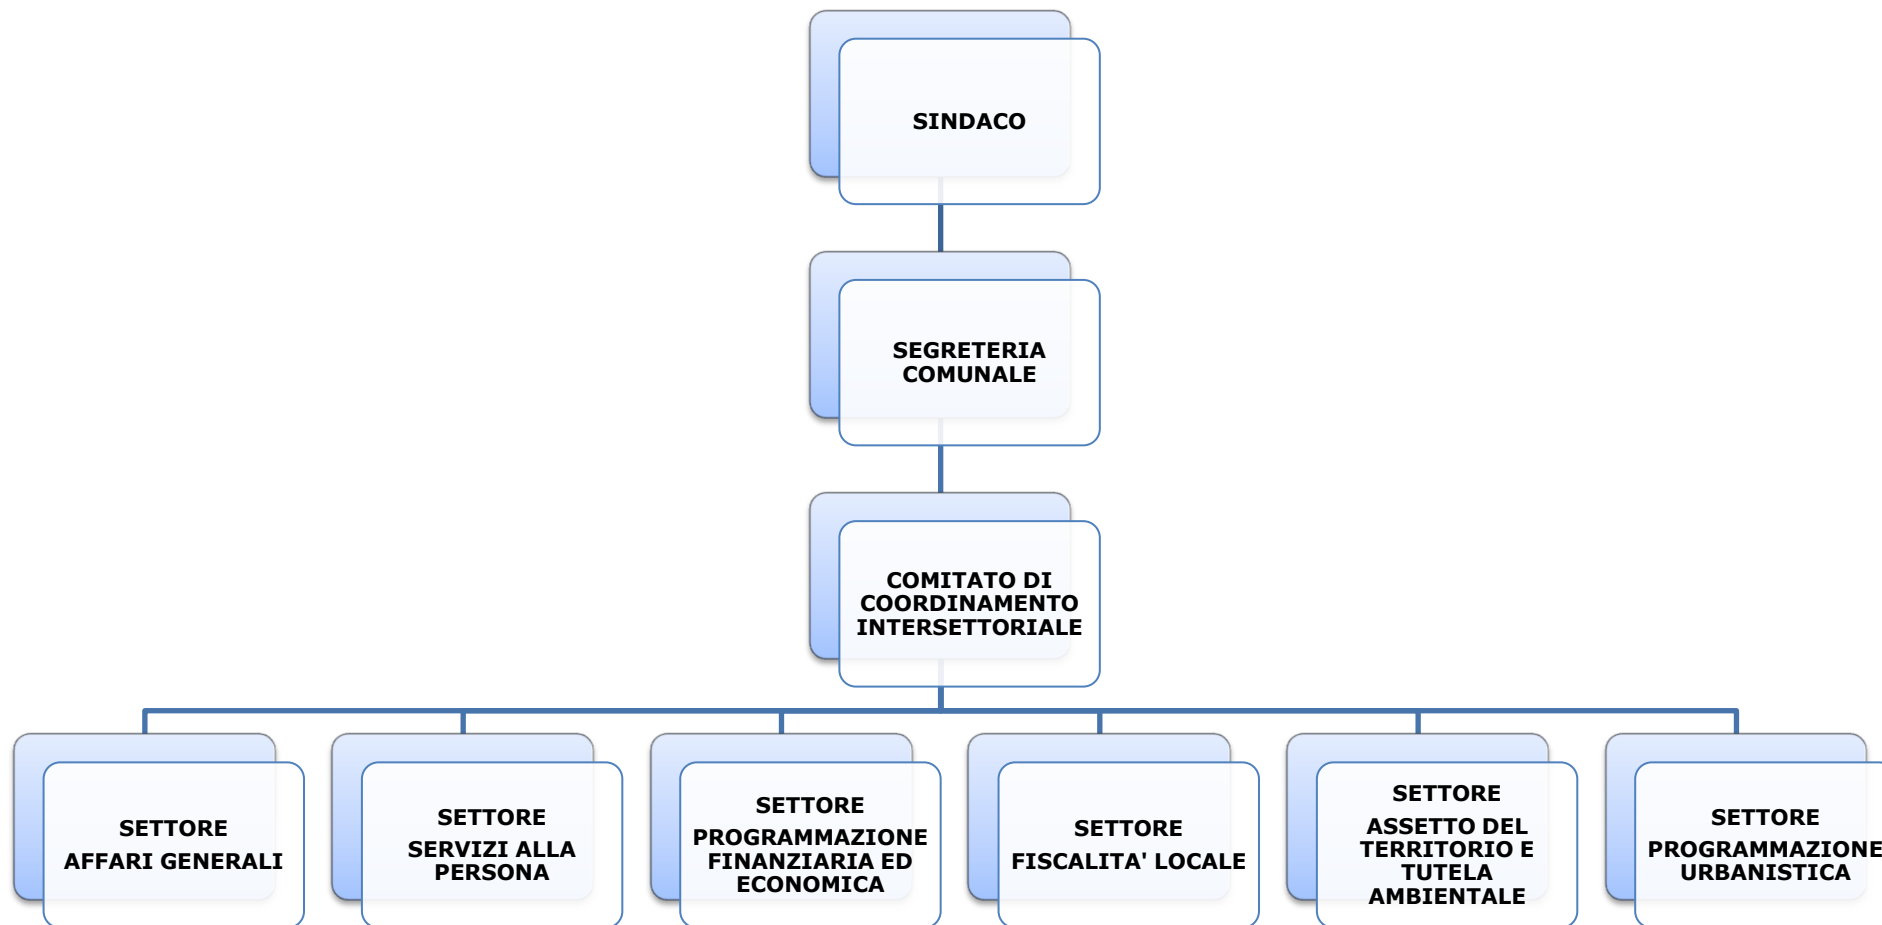 SINDACO
SEGRETERIA
COMUNALE
COMITATO DI
COORDINAMENTO
INTERSETTORIALE
SETTORE
AFFARI GENERALI
SETTORE
SERVIZI ALLA
PERSONA
SETTORE
PROGRAMMAZIONE
FINANZIARIA ED
ECONOMICA
SETTORE
FISCALITA' LOCALE
SETTORE
ASSETTO DEL
TERRITORIO E
TUTELA
AMBIENTALE
SETTORE
PROGRAMMAZIONE
URBANISTICA